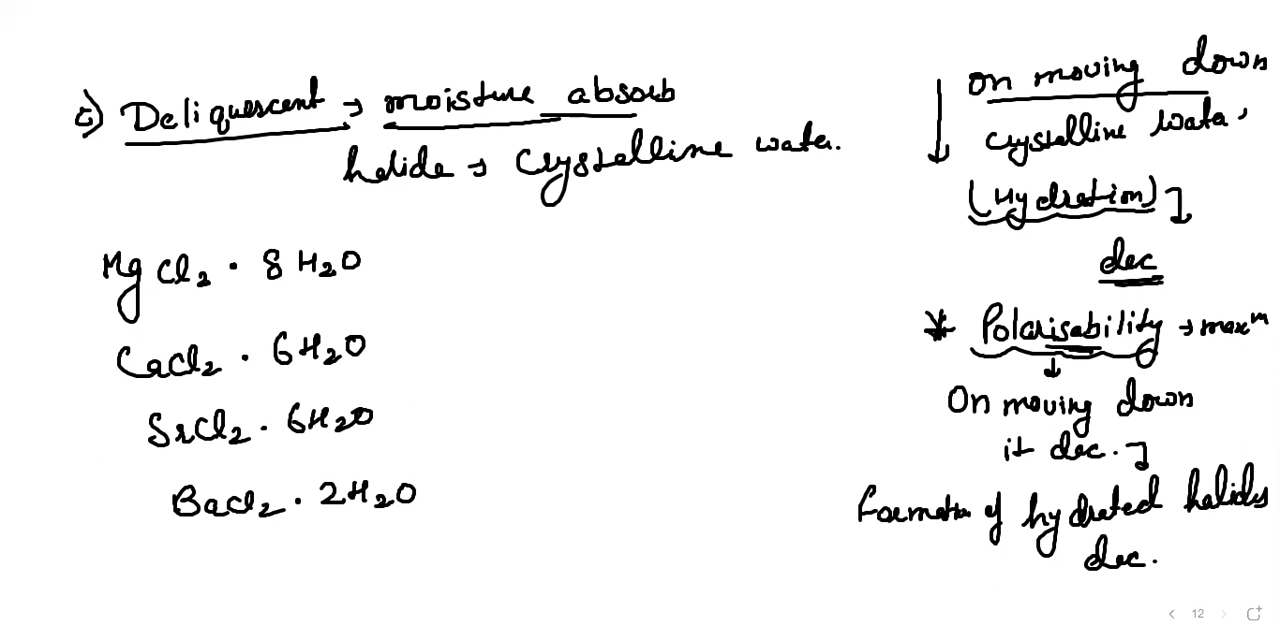 c) Deliquescent → moisture absorb
halide → Crystalline water.
MgCl2 · 8H2O
CaCl2 · 6H2O
SrCl2 · 6H2O
BaCl2 · 2H2O
on moving down
crystalline water,
(Hydration)
dec
* Polarisability → maxm
On moving down
it dec.
Formation of hydrated halides
dec.
< 12 >